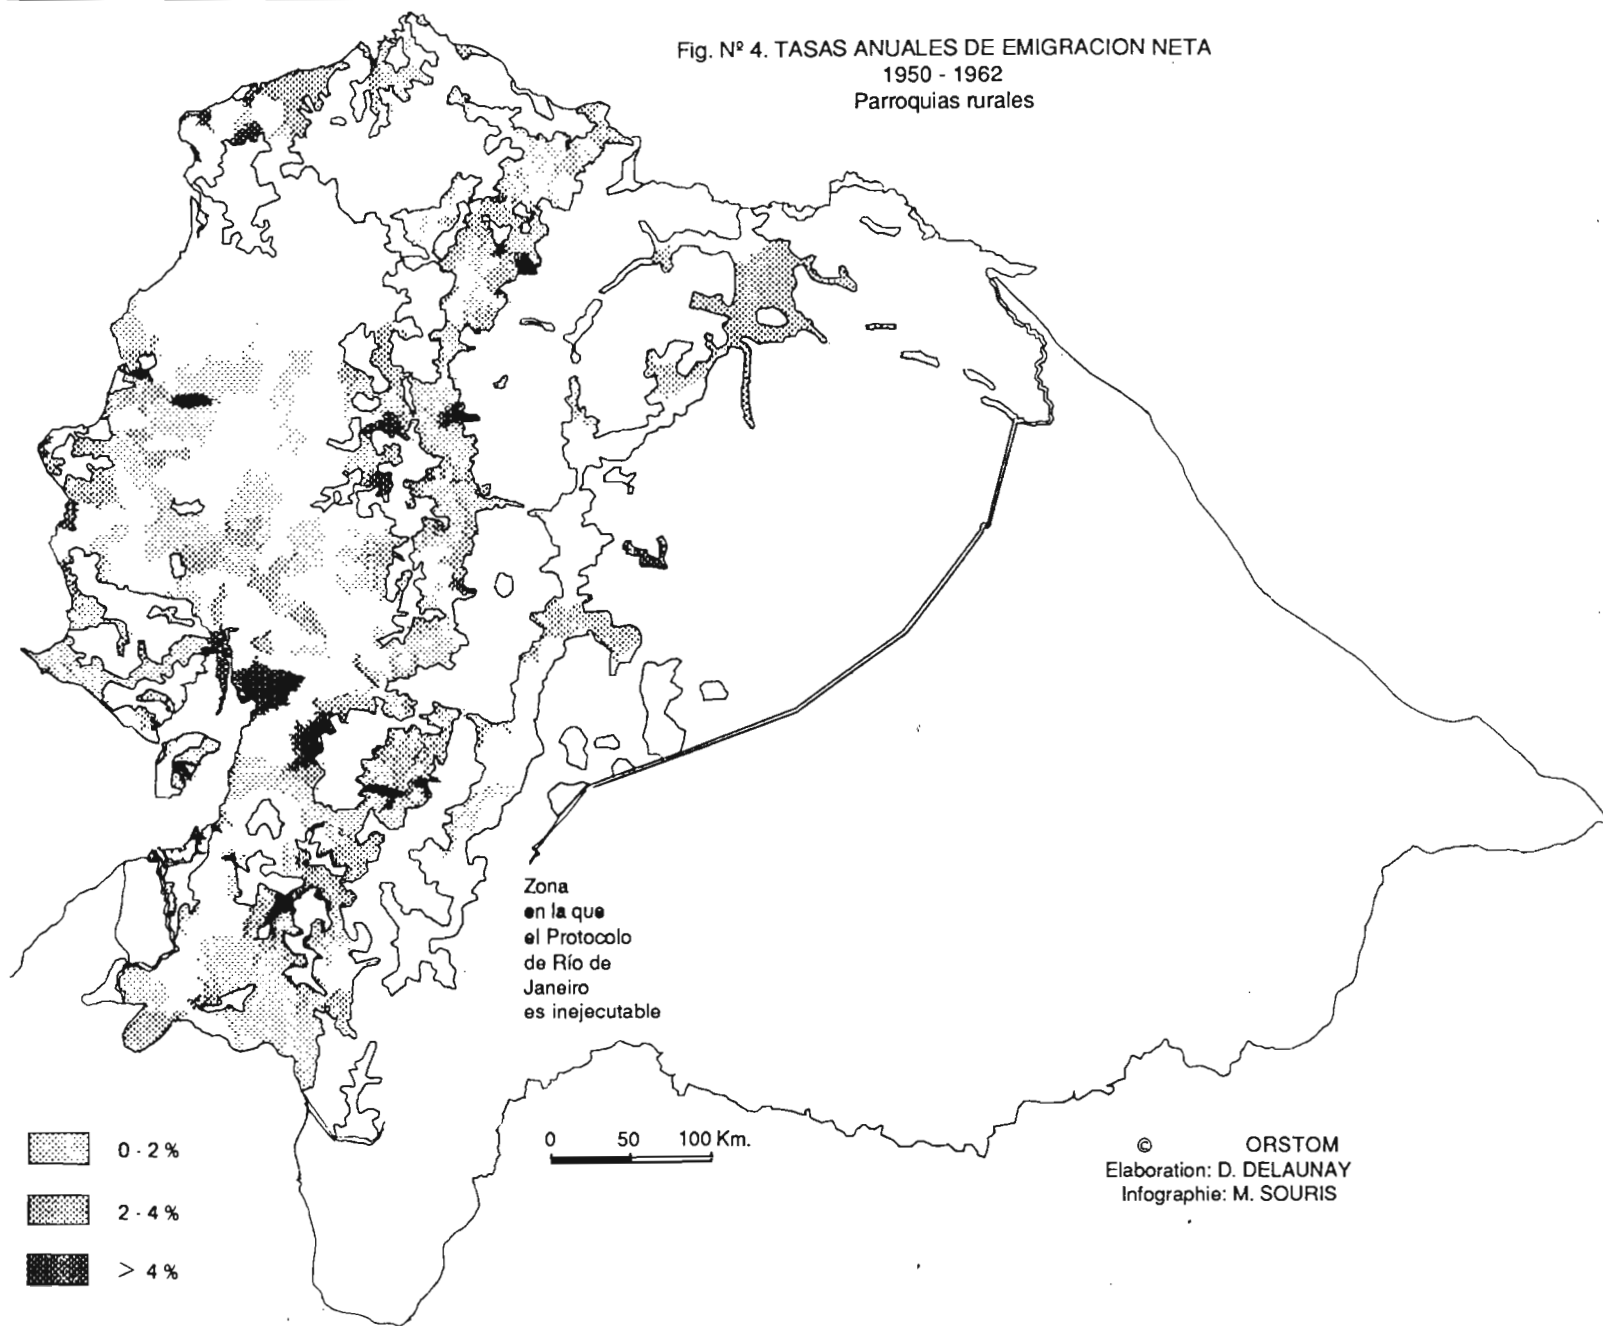 Fig. Nº 4. TASAS ANUALES DE EMIGRACION NETA
1950 - 1962
Parroquias rurales
Zona
en la que
el Protocolo
de Río de
Janeiro
es inejecutable
0 - 2 %
2 - 4 %
> 4 %
0 50 100 Km.
© ORSTOM
Elaboration: D. DELAUNAY
Infographie: M. SOURIS